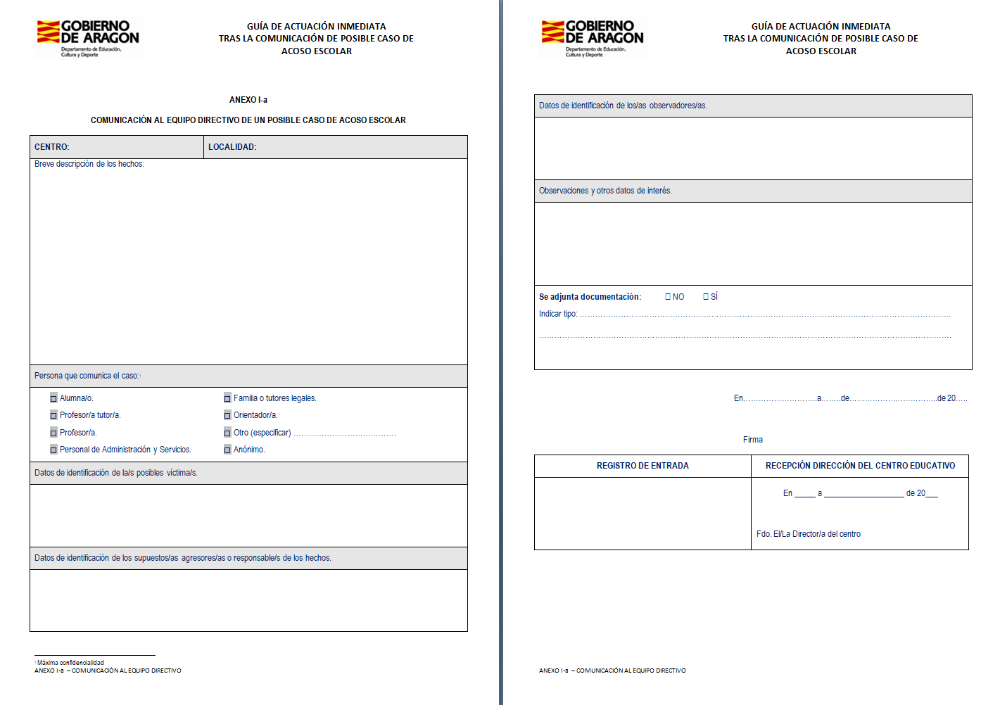 GOBIERNO
DE ARAGON
Departamento de Educación,
Cultura y Deporte
GUÍA DE ACTUACIÓN INMEDIATA
TRAS LA COMUNICACIÓN DE POSIBLE CASO DE
ACOSO ESCOLAR
ANEXO I-a
COMUNICACIÓN AL EQUIPO DIRECTIVO DE UN POSIBLE CASO DE ACOSO ESCOLAR
CENTRO: LOCALIDAD:
Breve descripción de los hechos:
Persona que comunica el caso:¹
□ Alumna/o. □ Familia o tutores legales.
□ Profesor/a tutor/a. □ Orientador/a.
□ Profesor/a. □ Otro (especificar) ………………………………….
□ Personal de Administración y Servicios. □ Anónimo.
Datos de identificación de la/s posibles víctima/s.
Datos de identificación de los supuestos/as agresores/as o responsable/s de los hechos.
¹ Máxima confidencialidad
ANEXO I-a – COMUNICACIÓN AL EQUIPO DIRECTIVO
GOBIERNO
DE ARAGON
Departamento de Educación,
Cultura y Deporte
GUÍA DE ACTUACIÓN INMEDIATA
TRAS LA COMUNICACIÓN DE POSIBLE CASO DE
ACOSO ESCOLAR
Datos de identificación de los/as observadores/as.
Observaciones y otros datos de interés.
Se adjunta documentación: □ NO □ SÍ
Indicar tipo: ………………………………………………………………………………………………………………………………
…………………………………………………………………………………………………………………………………………….
En………………………..a……..de……………..…………..de 20…..
Firma
REGISTRO DE ENTRADA RECEPCIÓN DIRECCIÓN DEL CENTRO EDUCATIVO
En _____ a ___________________ de 20___
Fdo. El/La Director/a del centro
ANEXO I-a – COMUNICACIÓN AL EQUIPO DIRECTIVO